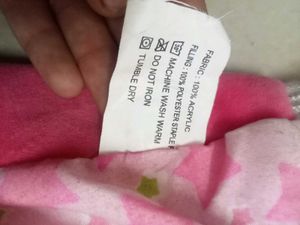 FABRIC : 100% ACRYLIC
FILLING : 100% POLYESTER STAPLE
MACHINE WASH WARM
DO NOT IRON
TUMBLE DRY